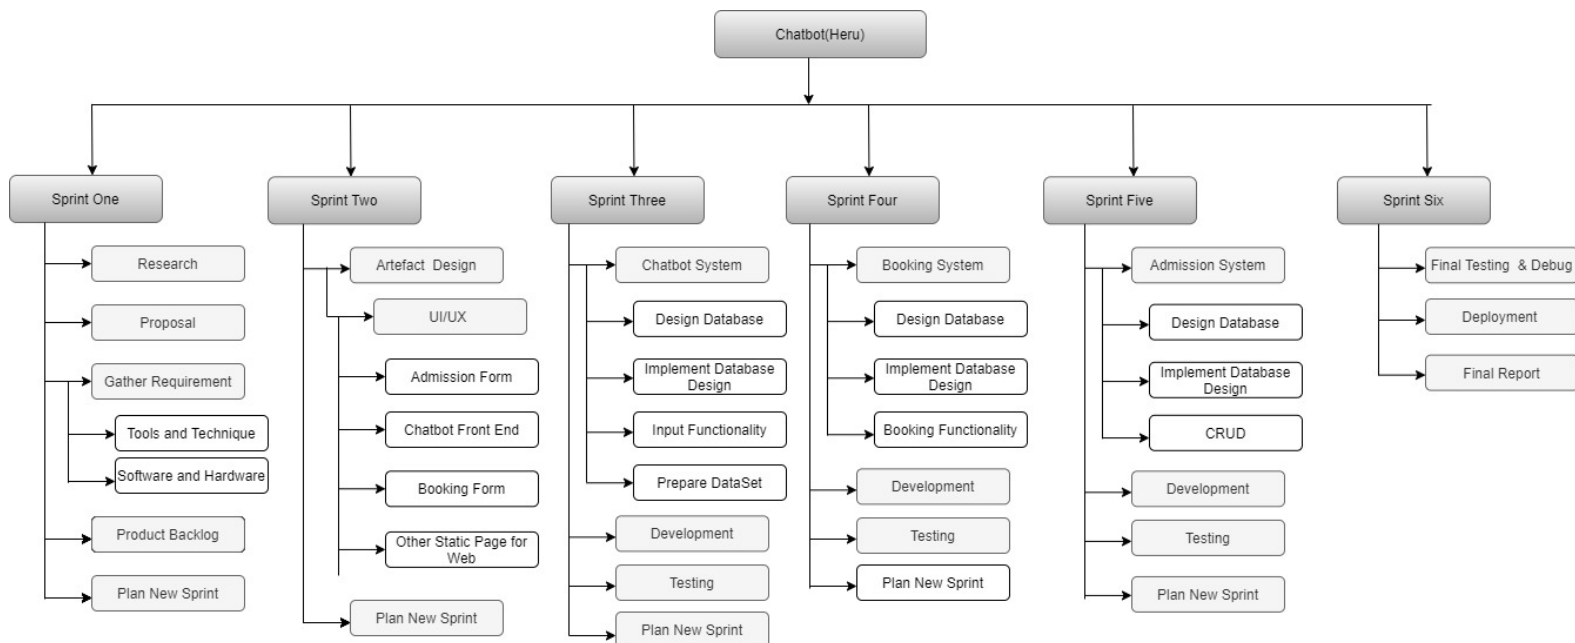 Chatbot(Heru)
Sprint One
Research
Proposal
Gather Requirement
Tools and Technique
Software and Hardware
Product Backlog
Plan New Sprint
Sprint Two
Artefact Design
UI/UX
Admission Form
Chatbot Front End
Booking Form
Other Static Page for
Web
Plan New Sprint
Sprint Three
Chatbot System
Design Database
Implement Database
Design
Input Functionality
Prepare DataSet
Development
Testing
Plan New Sprint
Sprint Four
Booking System
Design Database
Implement Database
Design
Booking Functionality
Development
Testing
Plan New Sprint
Sprint Five
Admission System
Design Database
Implement Database
Design
CRUD
Development
Testing
Plan New Sprint
Sprint Six
Final Testing & Debug
Deployment
Final Report